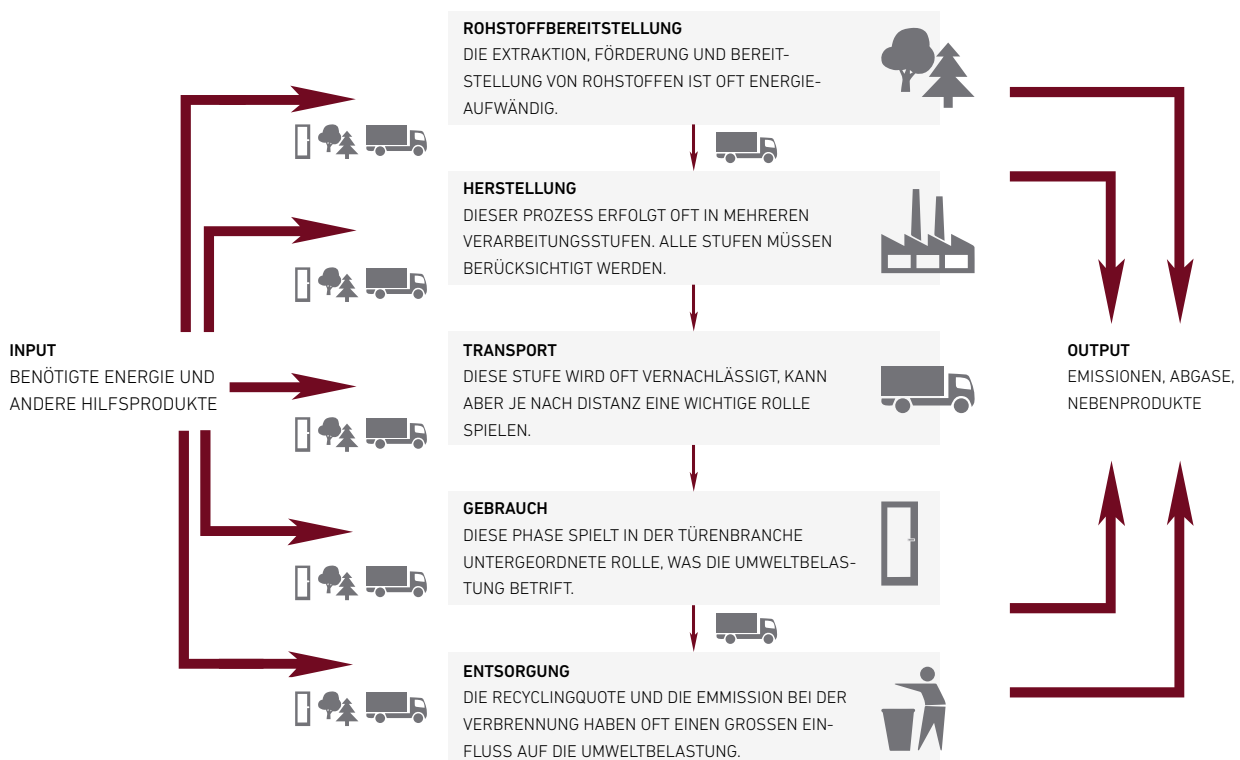 ROHSTOFFBEREITSTELLUNG
DIE EXTRAKTION, FÖRDERUNG UND BEREIT-
STELLUNG VON ROHSTOFFEN IST OFT ENERGIE-
AUFWÄNDIG.
HERSTELLUNG
DIESER PROZESS ERFOLGT OFT IN MEHREREN
VERARBEITUNGSSTUFEN. ALLE STUFEN MÜSSEN
BERÜCKSICHTIGT WERDEN.
INPUT
BENÖTIGTE ENERGIE UND
ANDERE HILFSPRODUKTE
TRANSPORT
DIESE STUFE WIRD OFT VERNACHLÄSSIGT, KANN
ABER JE NACH DISTANZ EINE WICHTIGE ROLLE
SPIELEN.
OUTPUT
EMISSIONEN, ABGASE,
NEBENPRODUKTE
GEBRAUCH
DIESE PHASE SPIELT IN DER TÜRENBRANCHE
UNTERGEORDNETE ROLLE, WAS DIE UMWELTBELAS-
TUNG BETRIFT.
ENTSORGUNG
DIE RECYCLINGQUOTE UND DIE EMMISSION BEI DER
VERBRENNUNG HABEN OFT EINEN GROSSEN EIN-
FLUSS AUF DIE UMWELTBELASTUNG.